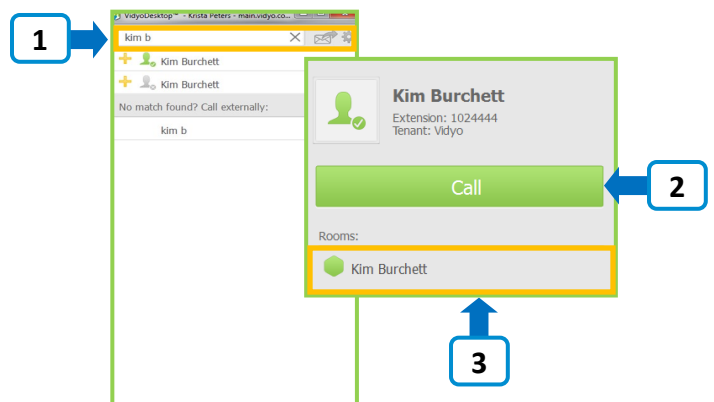 VidyoDesktop™ - Krista Peters - main.vidyo.co...
1
kim b
Kim Burchett
Kim Burchett
No match found? Call externally:
kim b
Kim Burchett
Extension: 1024444
Tenant: Vidyo
Call
2
Rooms:
Kim Burchett
3